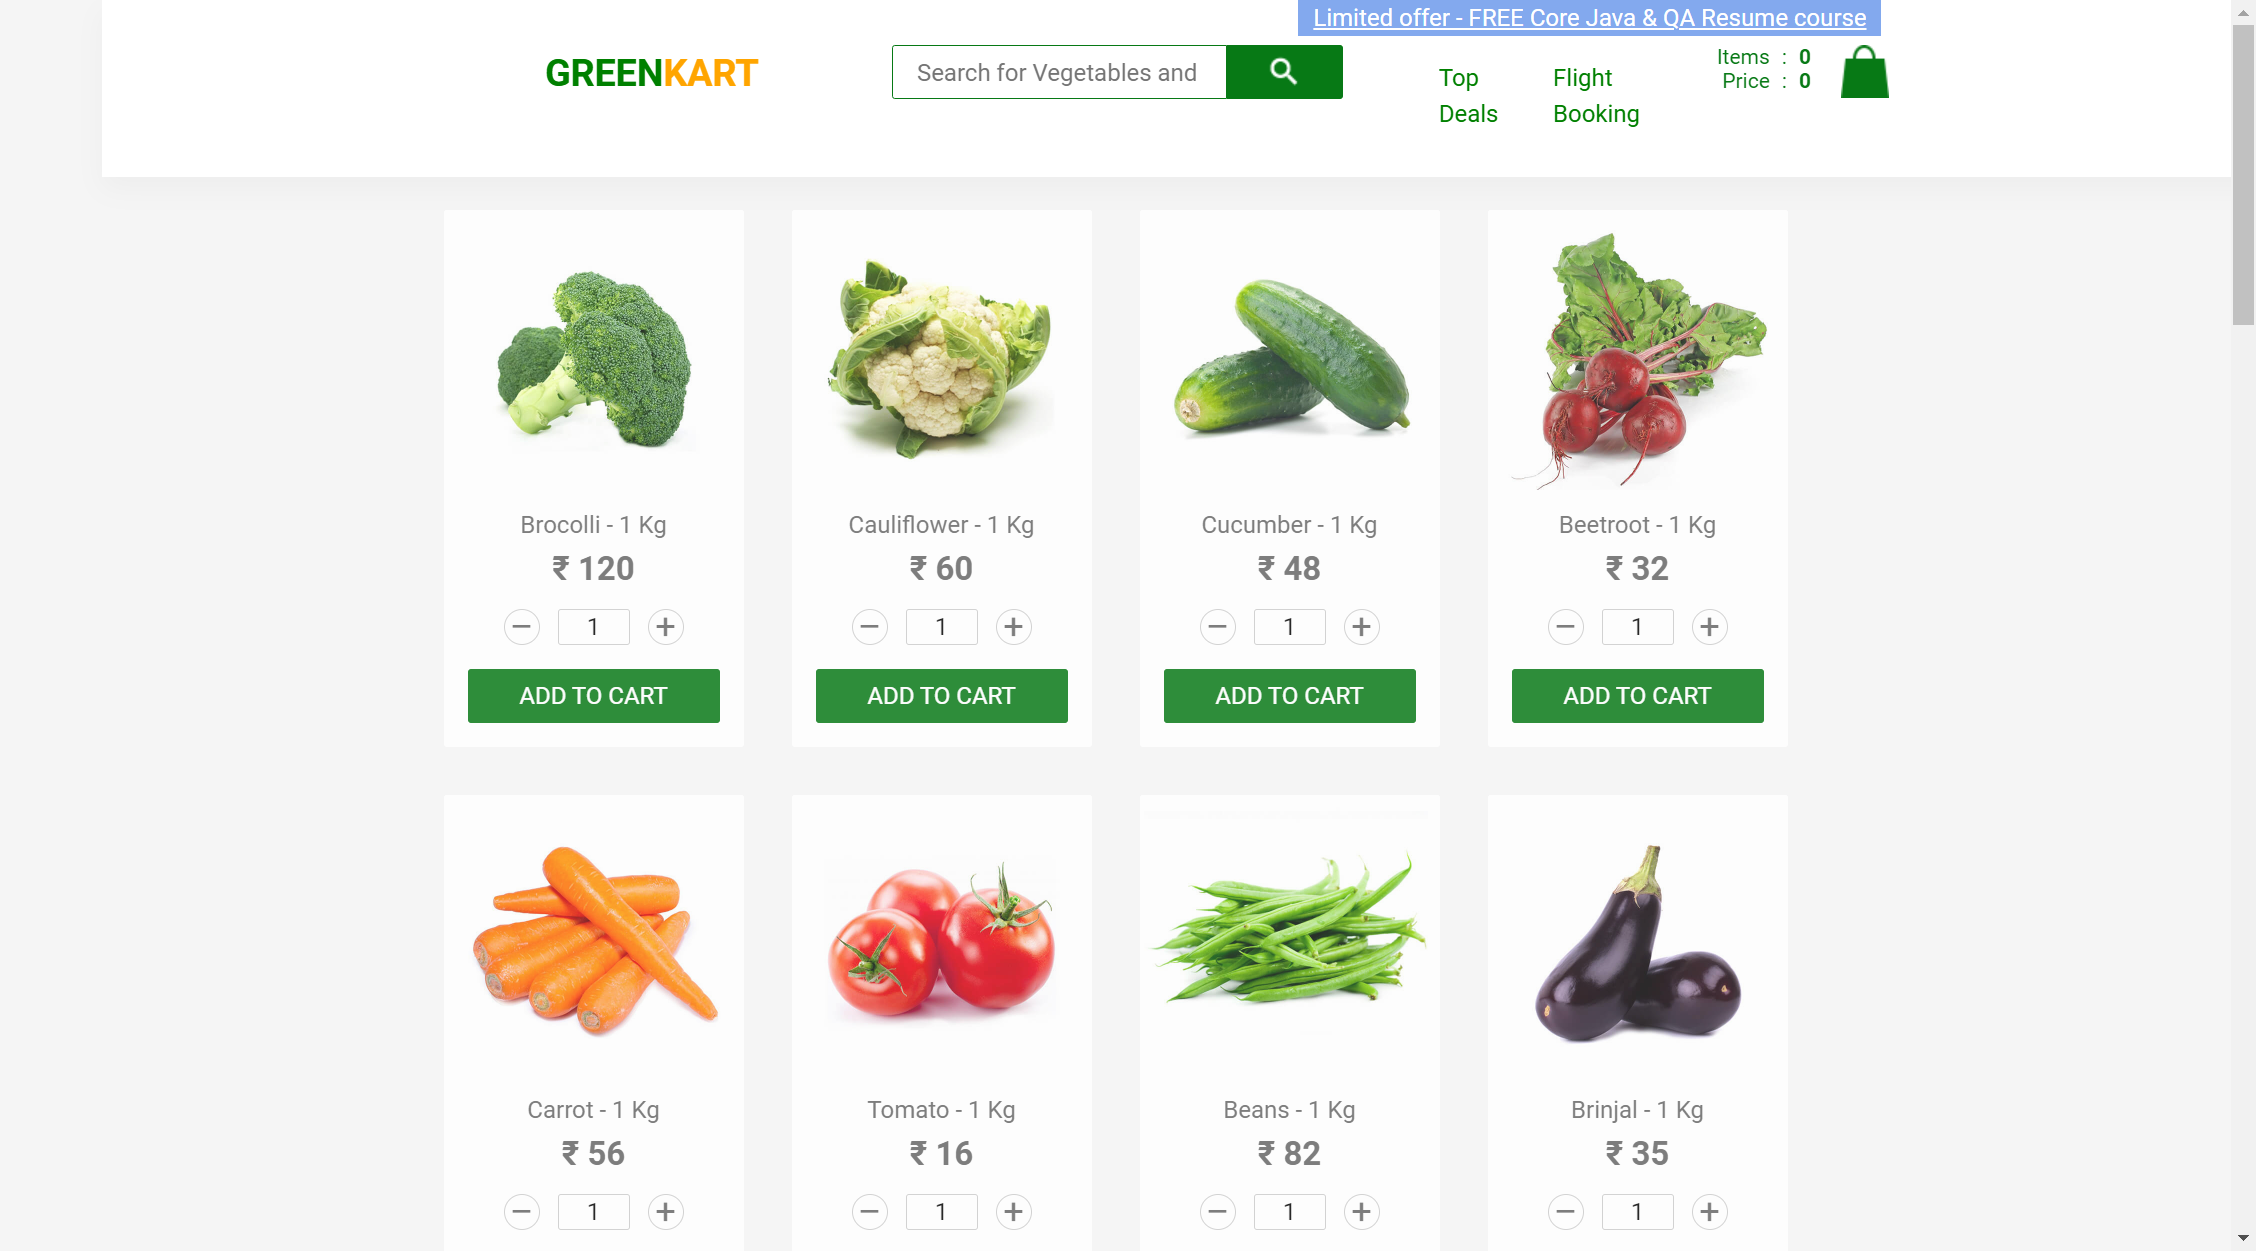 Limited offer - FREE Core Java & QA Resume course
GREENKART
Search for Vegetables and
Top Deals
Flight Booking
Items : 0
Price : 0
Brocolli - 1 Kg
₹ 120
− 1 +
ADD TO CART
Cauliflower - 1 Kg
₹ 60
− 1 +
ADD TO CART
Cucumber - 1 Kg
₹ 48
− 1 +
ADD TO CART
Beetroot - 1 Kg
₹ 32
− 1 +
ADD TO CART
Carrot - 1 Kg
₹ 56
− 1 +
Tomato - 1 Kg
₹ 16
− 1 +
Beans - 1 Kg
₹ 82
− 1 +
Brinjal - 1 Kg
₹ 35
− 1 +